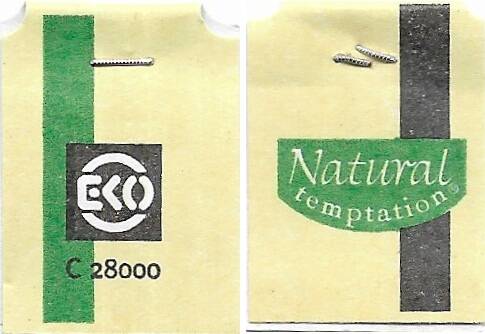 EKO
C 28000
Natural
temptation®